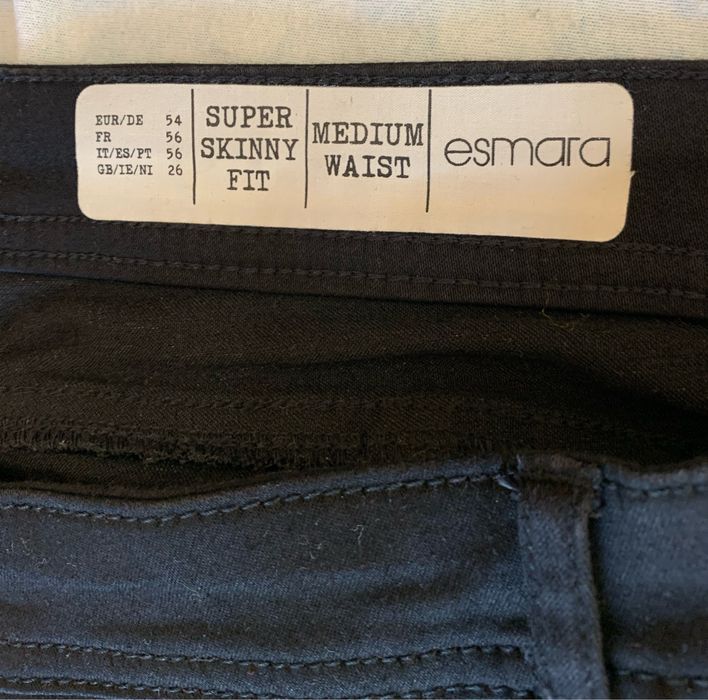 EUR/DE 54
FR 56
IT/ES/PT 56
GB/IE/NI 26
SUPER
SKINNY
FIT
MEDIUM
WAIST
esmara